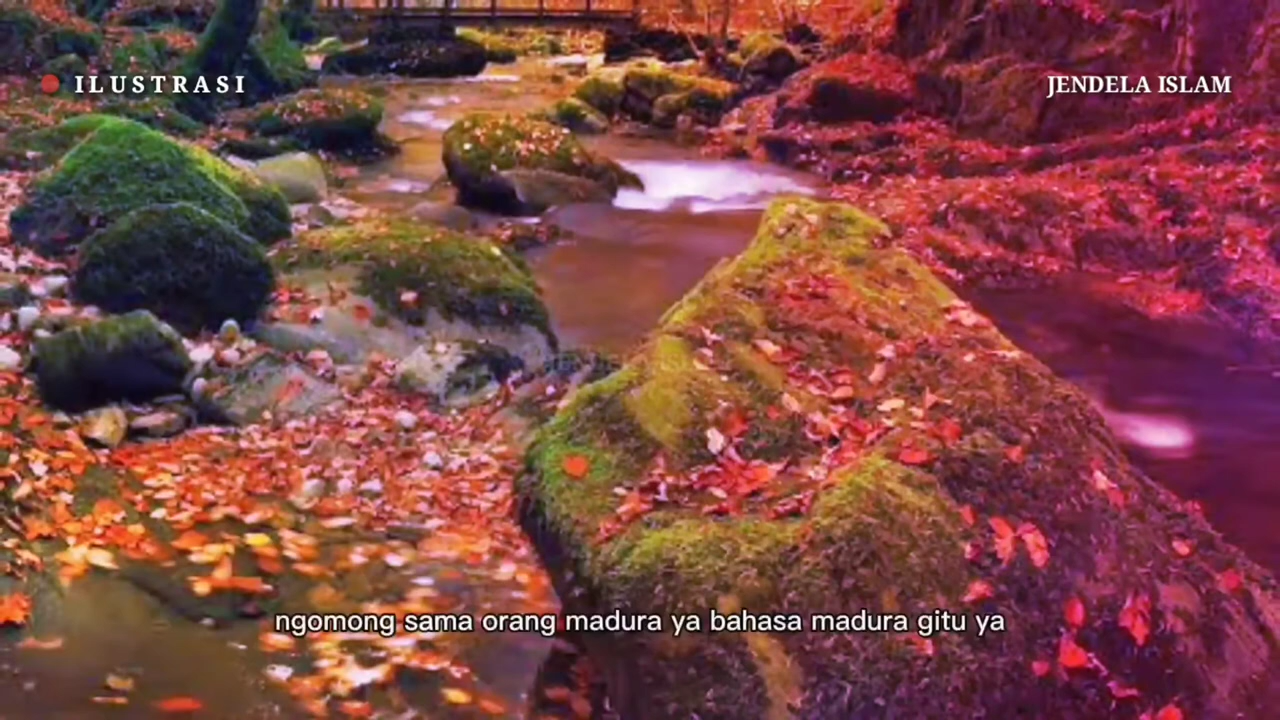 ILUSTRASI
JENDELA ISLAM
ngomong sama orang madura ya bahasa madura gitu ya